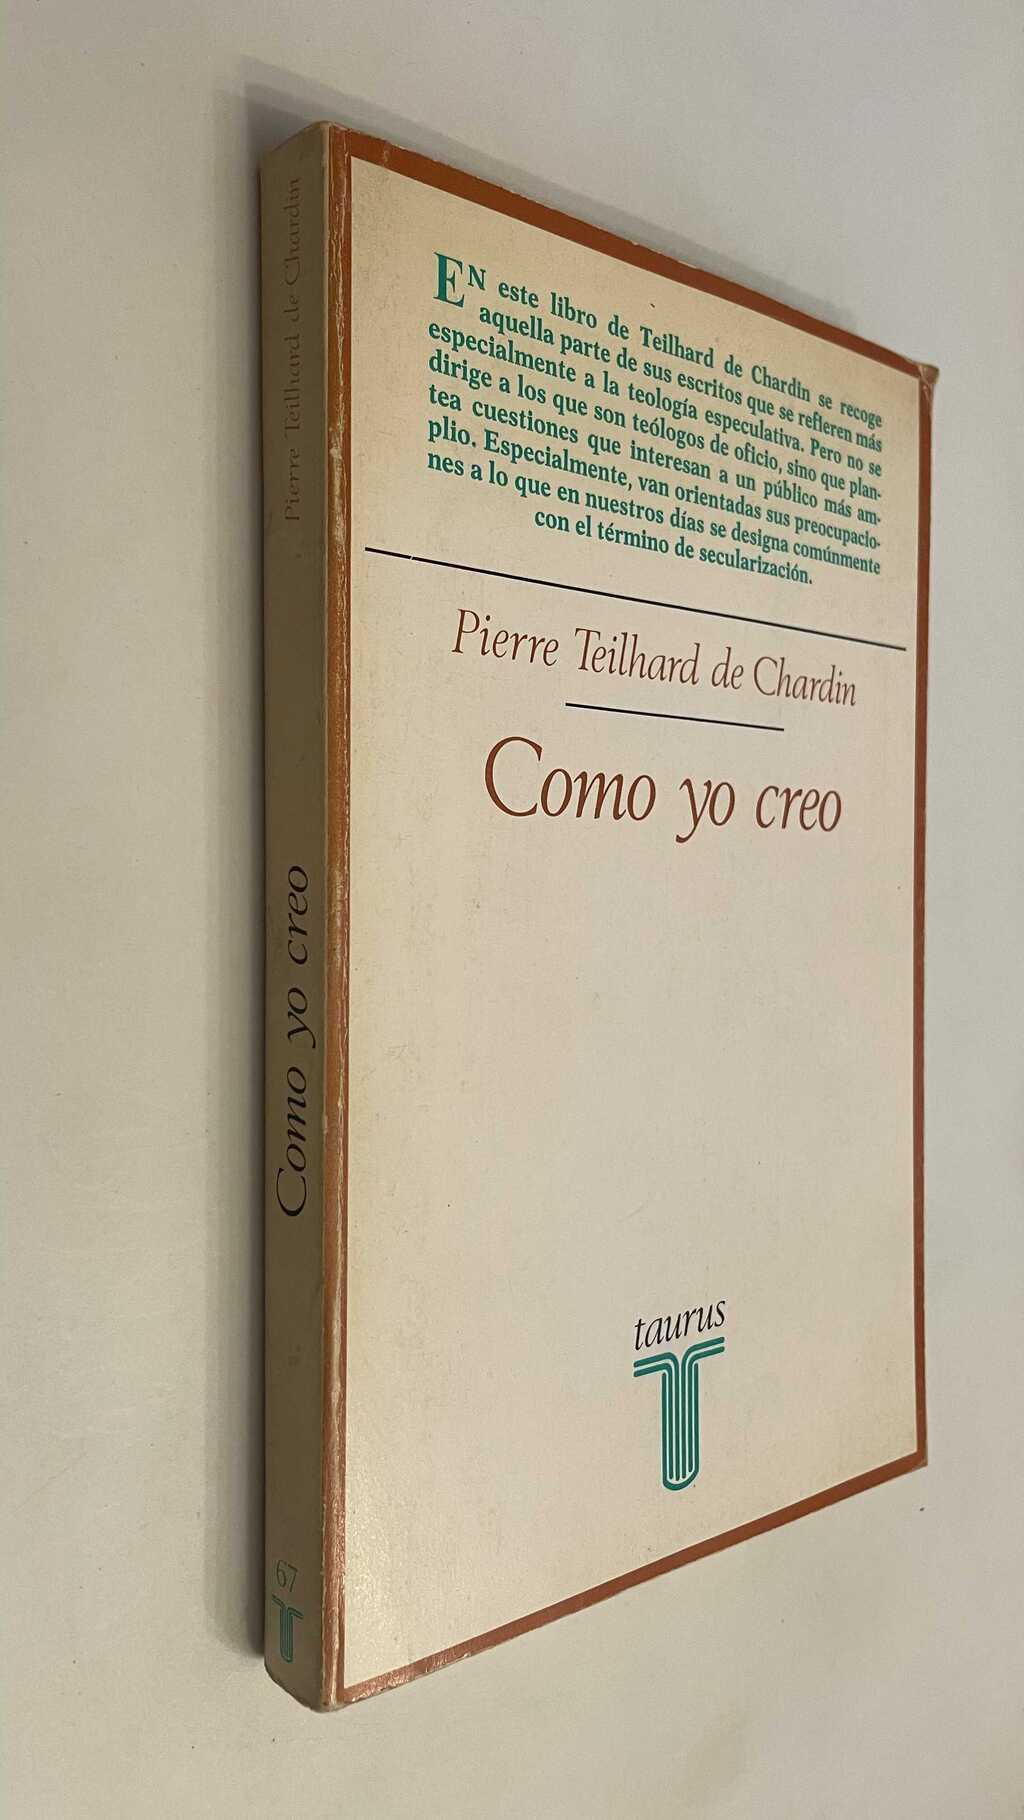 EN este libro de Teilhard de Chardin se recoge
aquella parte de sus escritos que se refieren más
especialmente a la teología especulativa. Pero no se
dirige a los que son teólogos de oficio, sino que plan-
tea cuestiones que interesan a un público más am-
plio. Especialmente, van orientadas sus preocupacio-
nes a lo que en nuestros días se designa comúnmente
con el término de secularización.
Pierre Teilhard de Chardin
Como yo creo
taurus
Pierre Teilhard de Chardin
Como yo creo
67